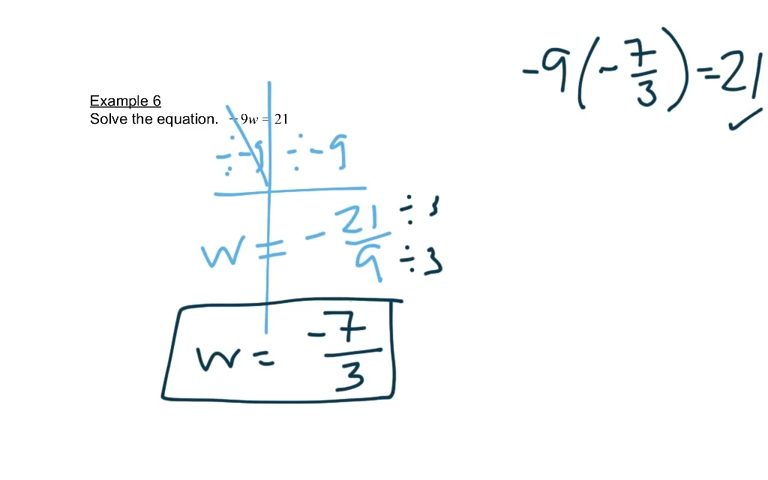 -9(-7/3)=21 ✓
Example 6
Solve the equation. -9w = 21
÷-9 ÷-9
w = -21/9 ÷3 ÷3
w = -7/3